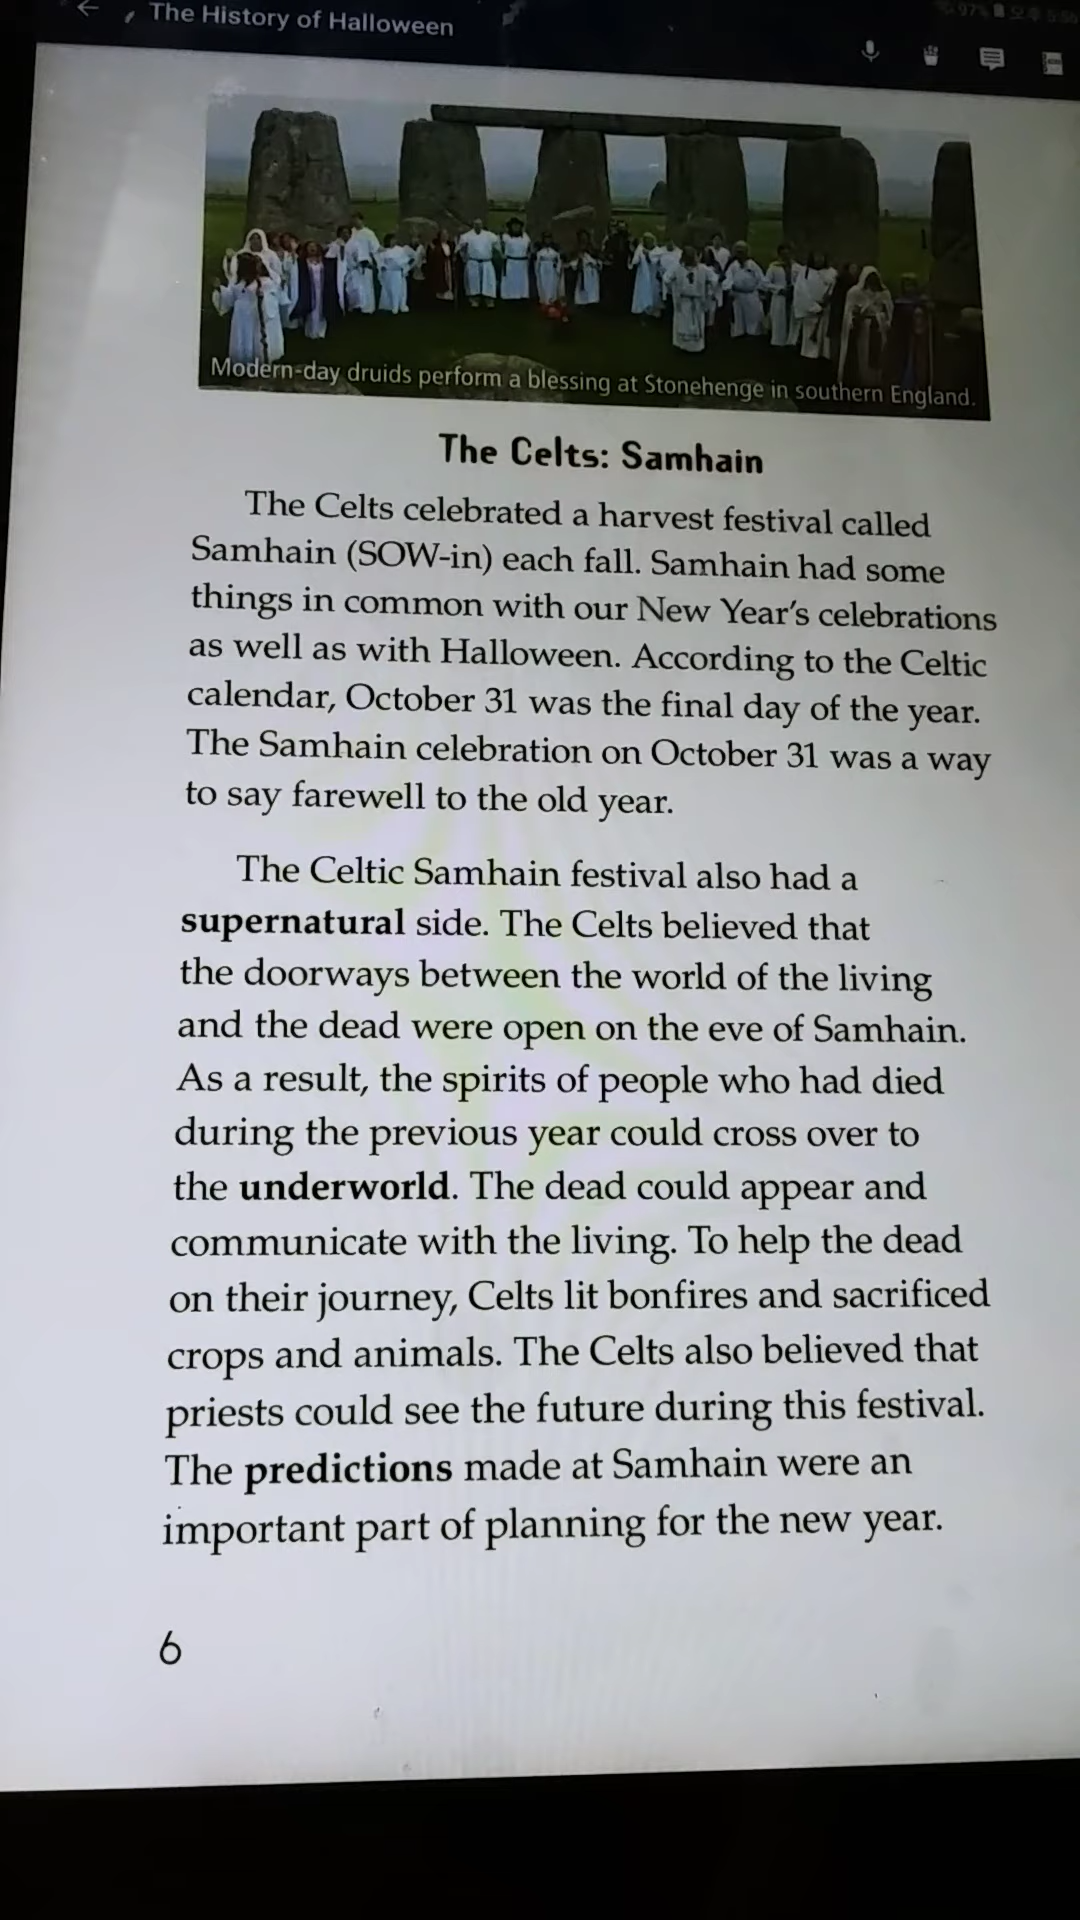 The History of Halloween
97%
Modern-day druids perform a blessing at Stonehenge in southern England.
The Celts: Samhain
The Celts celebrated a harvest festival called
Samhain (SOW-in) each fall. Samhain had some
things in common with our New Year's celebrations
as well as with Halloween. According to the Celtic
calendar, October 31 was the final day of the year.
The Samhain celebration on October 31 was a way
to say farewell to the old year.
The Celtic Samhain festival also had a
supernatural side. The Celts believed that
the doorways between the world of the living
and the dead were open on the eve of Samhain.
As a result, the spirits of people who had died
during the previous year could cross over to
the underworld. The dead could appear and
communicate with the living. To help the dead
on their journey, Celts lit bonfires and sacrificed
crops and animals. The Celts also believed that
priests could see the future during this festival.
The predictions made at Samhain were an
important part of planning for the new year.
6